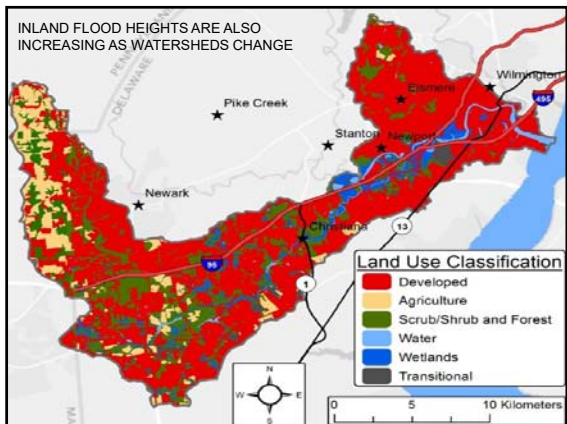 INLAND FLOOD HEIGHTS ARE ALSO
INCREASING AS WATERSHEDS CHANGE
DELAWARE
Wilmington
Elsmere
495
Pike Creek
Stanton
Newport
Newark
13
Christiana
95
1
Land Use Classification
Developed
Agriculture
Scrub/Shrub and Forest
Water
Wetlands
Transitional
N
W
E
S
0 5 10 Kilometers